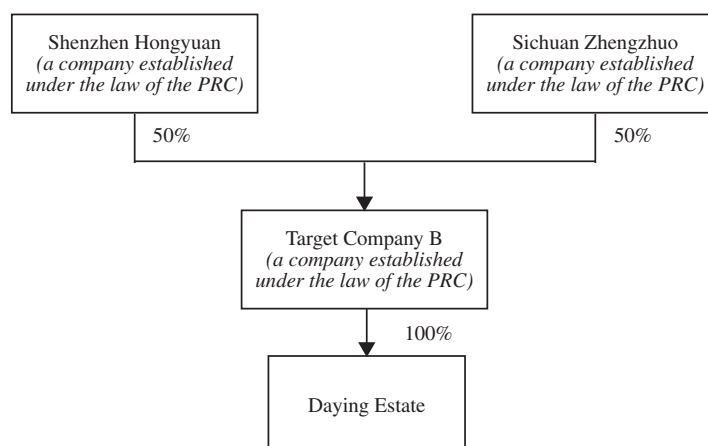 Shenzhen Hongyuan
(a company established
under the law of the PRC)
Sichuan Zhengzhuo
(a company established
under the law of the PRC)
50%
50%
Target Company B
(a company established
under the law of the PRC)
100%
Daying Estate